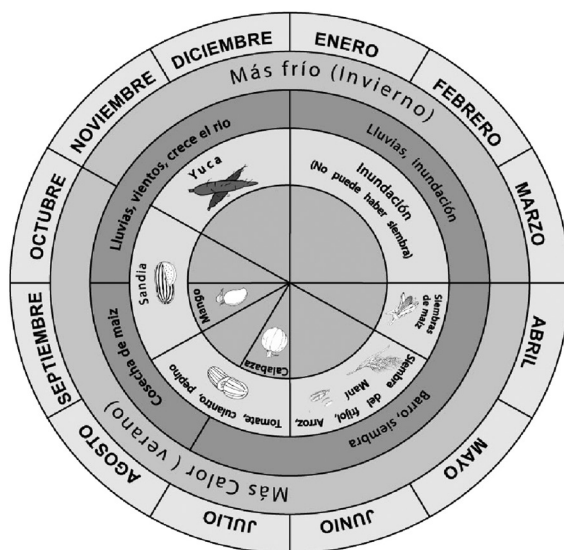 ENERO
FEBRERO
MARZO
ABRIL
MAYO
JUNIO
JULIO
AGOSTO
SEPTIEMBRE
OCTUBRE
NOVIEMBRE
DICIEMBRE
Más frío (Invierno)
Más Calor ( verano)
Lluvias, inundación
Barro, siembra
Cosecha de maíz
Lluvias, vientos, crece el rio
Inundación
(No puede haber siembra)
Siembras
de maíz
Siembra del frijol,
Maní
Arroz,
Tomate, culantro, pepino
Sandía
Yuca
Mango
Calabaza